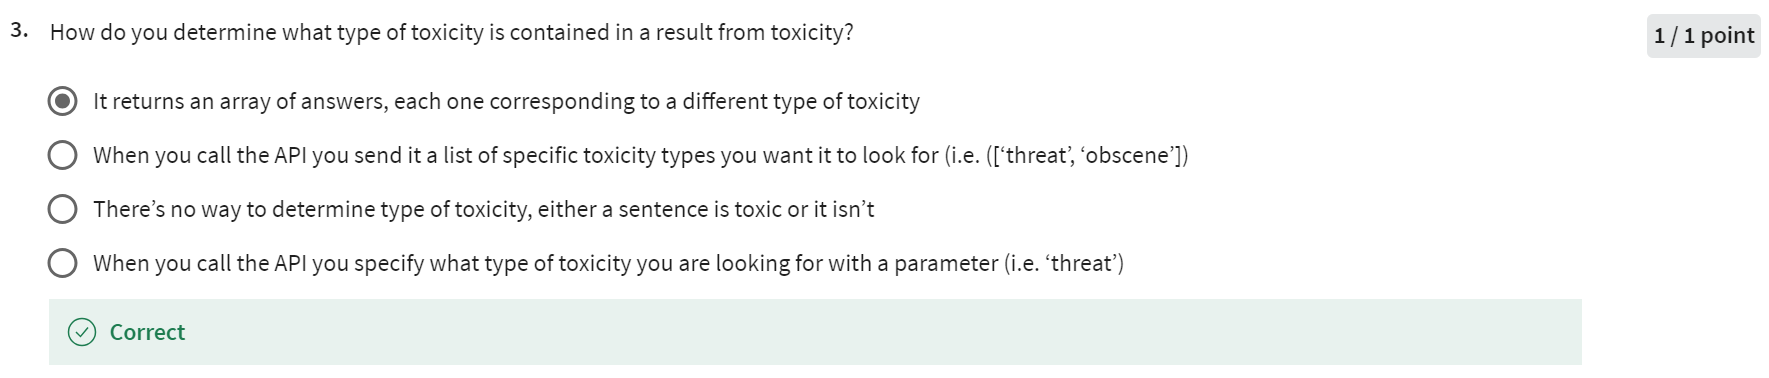 3. How do you determine what type of toxicity is contained in a result from toxicity?
1 / 1 point
It returns an array of answers, each one corresponding to a different type of toxicity
When you call the API you send it a list of specific toxicity types you want it to look for (i.e. ([‘threat’, ‘obscene’])
There’s no way to determine type of toxicity, either a sentence is toxic or it isn’t
When you call the API you specify what type of toxicity you are looking for with a parameter (i.e. ‘threat’)
Correct